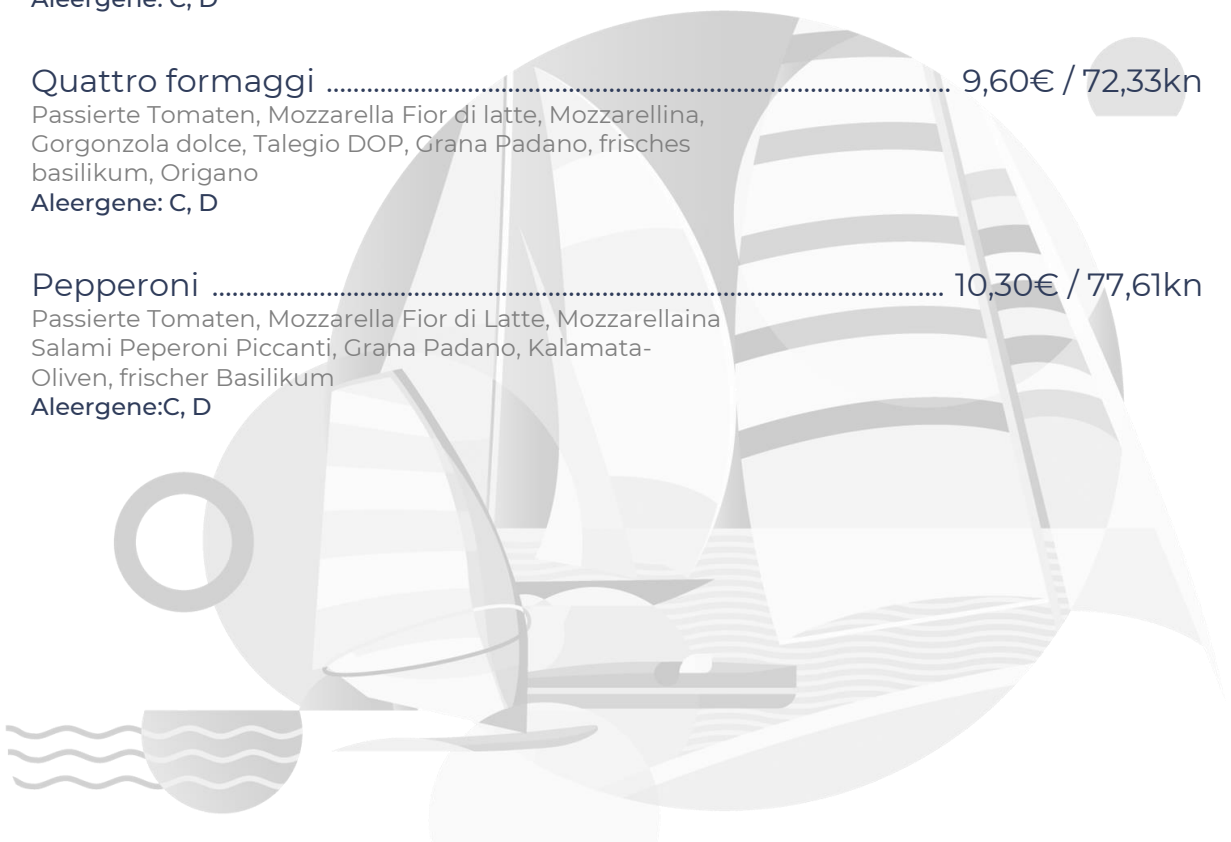 Aleergene: C, D
Quattro formaggi ........................................................................................ 9,60€ / 72,33kn
Passierte Tomaten, Mozzarella Fior di latte, Mozzarellina,
Gorgonzola dolce, Talegio DOP, Grana Padano, frisches
basilikum, Origano
Aleergene: C, D
Pepperoni ........................................................................................ 10,30€ / 77,61kn
Passierte Tomaten, Mozzarella Fior di Latte, Mozzarellaina
Salami Peperoni Piccanti, Grana Padano, Kalamata-
Oliven, frischer Basilikum
Aleergene:C, D